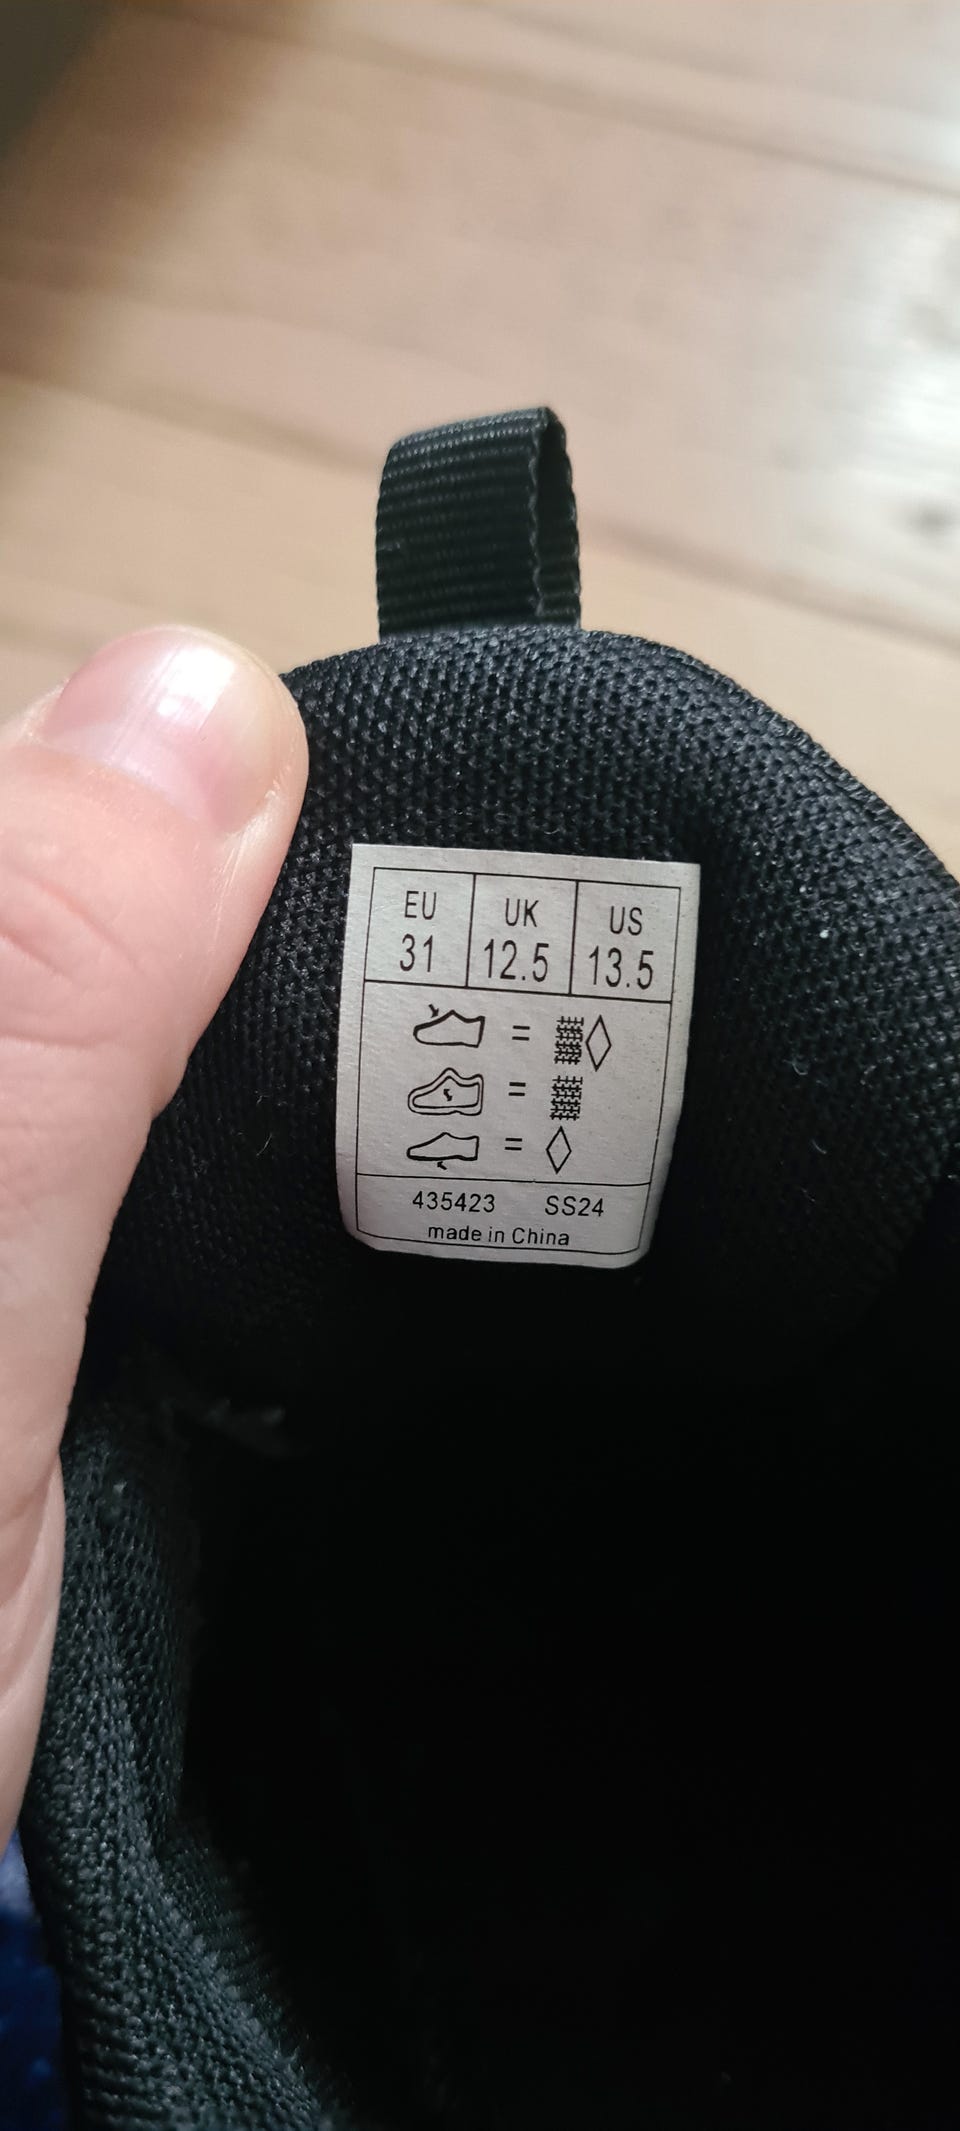 EU UK US
31 12.5 13.5
=
=
=
435423 SS24
made in China